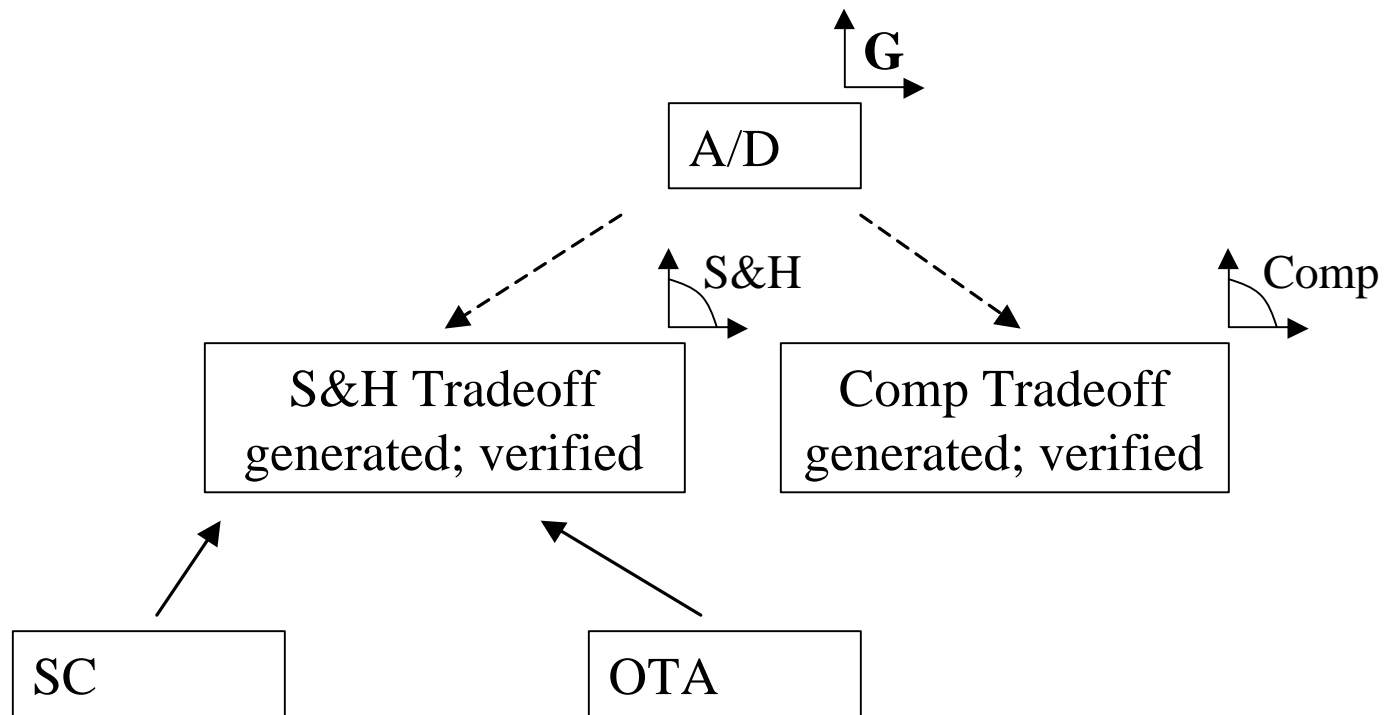 G
A/D
S&H
Comp
S&H Tradeoff
generated; verified
Comp Tradeoff
generated; verified
SC
OTA